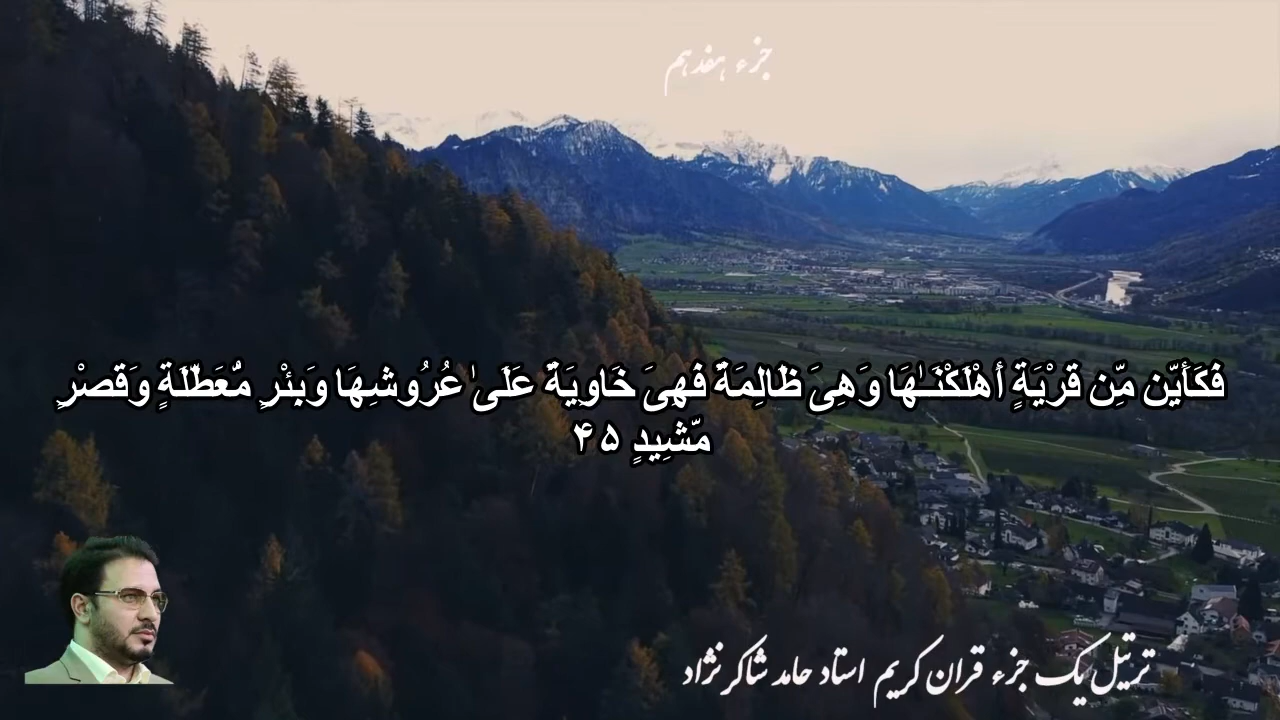 جزء هفدهم
فَكَأَيِّن مِّن قَرْيَةٍ أَهْلَكْنَـٰهَا وَهِىَ ظَالِمَةٌ فَهِىَ خَاوِيَةٌ عَلَىٰ عُرُوشِهَا وَبِئْرٍ مُّعَطَّلَةٍ وَقَصْرٍ
مَّشِيدٍ ۴۵
ترتیل یک جزء قران کریم استاد حامد شاکرنژاد